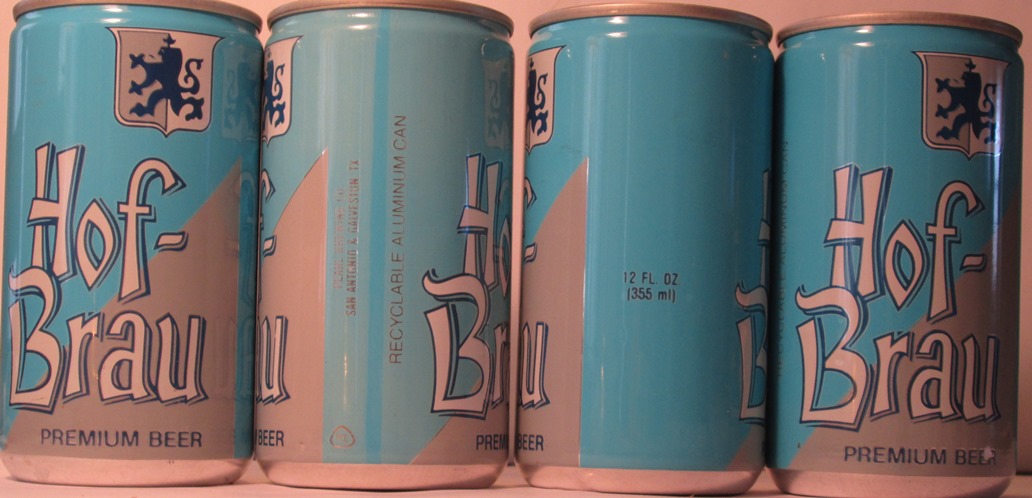 Hof-
Brau
PREMIUM BEER
BEER
SAN ANTONIO & GALVESTON, TX
RECYCLABLE ALUMINUM CAN
PREM
BEER
12 FL. OZ.
(355 ml)
Hof-
Brau
PREMIUM BEER